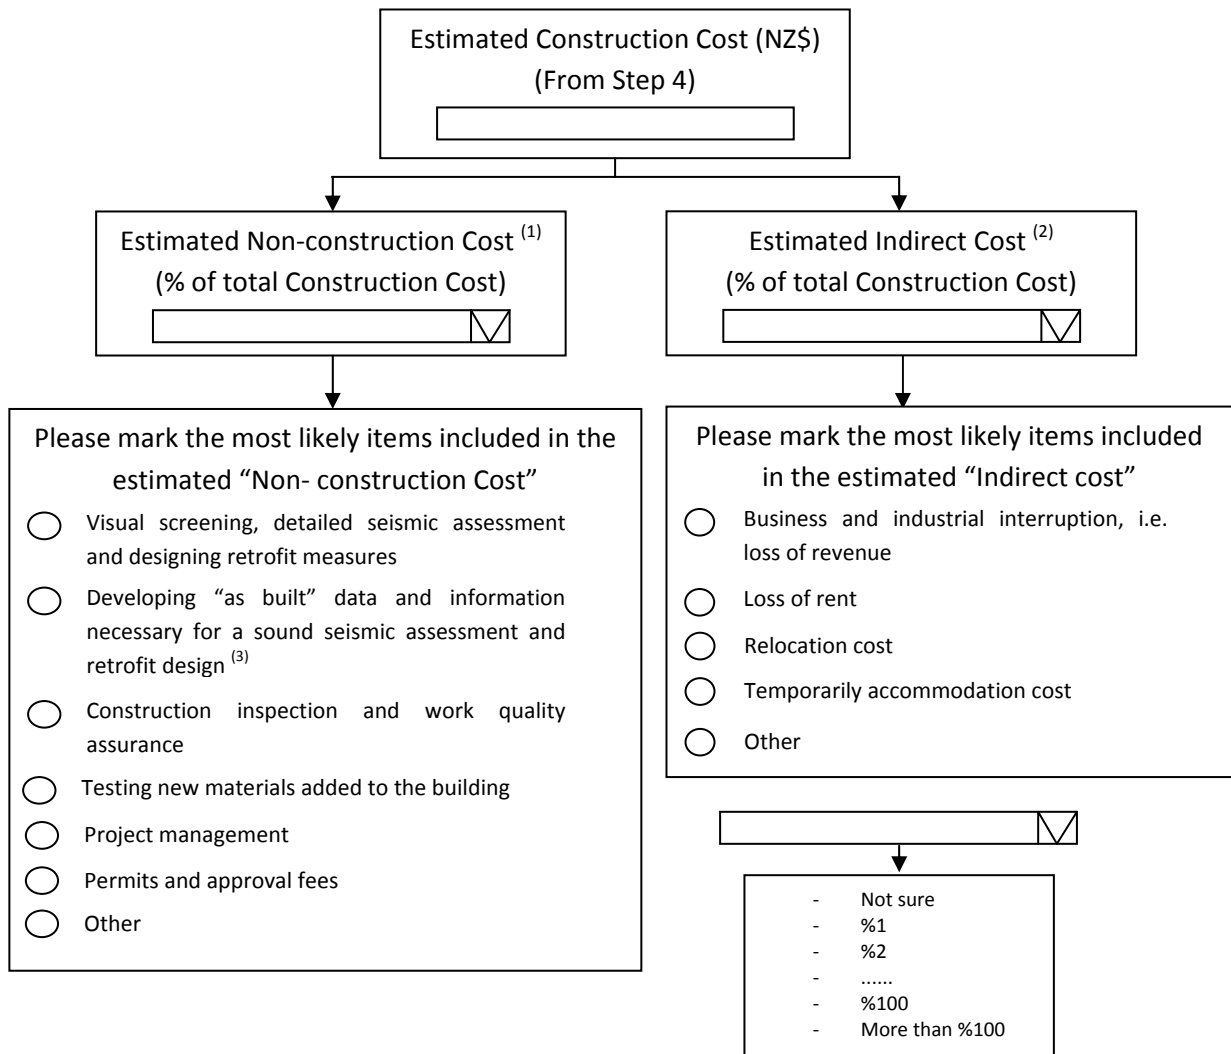 Estimated Construction Cost (NZ$)
(From Step 4)
Estimated Non-construction Cost (1)
(% of total Construction Cost)
Estimated Indirect Cost (2)
(% of total Construction Cost)
Please mark the most likely items included in the
estimated “Non- construction Cost”
Visual screening, detailed seismic assessment
and designing retrofit measures
Developing “as built” data and information
necessary for a sound seismic assessment and
retrofit design (3)
Construction inspection and work quality
assurance
Testing new materials added to the building
Project management
Permits and approval fees
Other
Please mark the most likely items included
in the estimated “Indirect cost”
Business and industrial interruption, i.e.
loss of revenue
Loss of rent
Relocation cost
Temporarily accommodation cost
Other
- Not sure
- %1
- %2
- ......
- %100
- More than %100